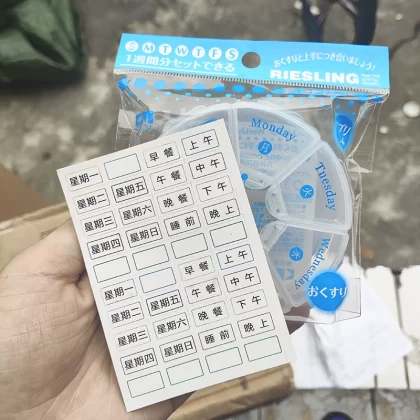 SMTWTFS
1週間分セットできる
おくすりと上手につき合いましょう!
RIESLING
Monday
月
Tuesday
火
Wednesday
水
おくすり
星期一 早餐 上午
星期二 星期五 午餐 中午
星期三 星期六 晚餐 下午
星期四 星期日 睡前 晚上
星期一 早餐 上午
星期二 星期五 午餐 中午
星期三 星期六 晚餐 下午
星期四 星期日 睡前 晚上